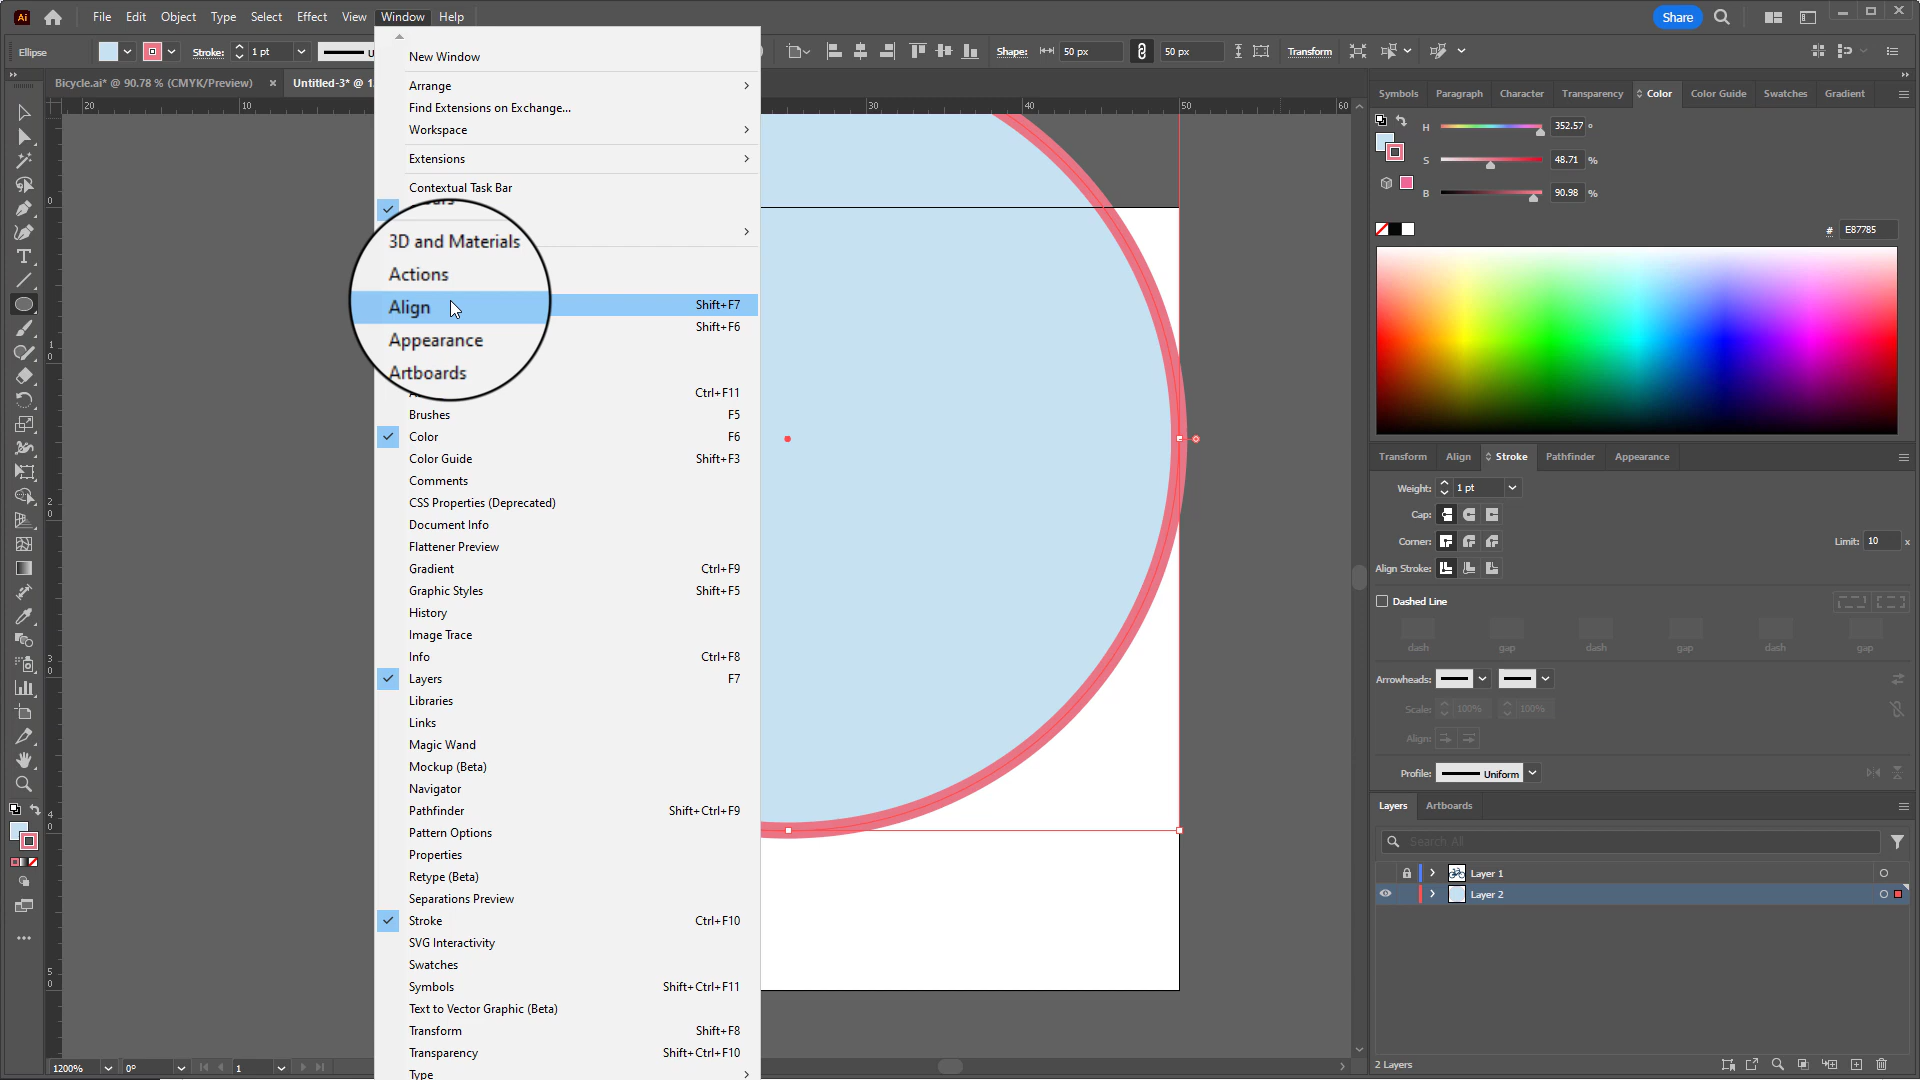 Ai File Edit Object Type Select Effect View Window Help Share
Ellipse Stroke: 1 pt Shape: 50 px 50 px Transform
Bicycle.ai* @ 90.78 % (CMYK/Preview) × Untitled-3* @
20 10 30 40 50 60
New Window
Arrange
Find Extensions on Exchange...
Workspace
Extensions
Contextual Task Bar
3D and Materials
Actions
Align Shift+F7
Appearance Shift+F6
Artboards
Ctrl+F11
Brushes F5
Color F6
Color Guide Shift+F3
Comments
CSS Properties (Deprecated)
Document Info
Flattener Preview
Gradient Ctrl+F9
Graphic Styles Shift+F5
History
Image Trace
Info Ctrl+F8
Layers F7
Libraries
Links
Magic Wand
Mockup (Beta)
Navigator
Pathfinder Shift+Ctrl+F9
Pattern Options
Properties
Retype (Beta)
Separations Preview
Stroke Ctrl+F10
SVG Interactivity
Swatches
Symbols Shift+Ctrl+F11
Text to Vector Graphic (Beta)
Transform Shift+F8
Transparency Shift+Ctrl+F10
Type
0
1 0
2 0
3 0
4 0
5 0
1200% 0° 1
Symbols Paragraph Character Transparency Color Color Guide Swatches Gradient
H 352.57 °
S 48.71 %
B 90.98 %
# E87785
Transform Align Stroke Pathfinder Appearance
Weight: 1 pt
Cap:
Corner: Limit: 10 x
Align Stroke:
Dashed Line
dash gap dash gap dash gap
Arrowheads:
Scale: 100% 100%
Align:
Profile: Uniform
Layers Artboards
Search All
Layer 1
Layer 2
2 Layers